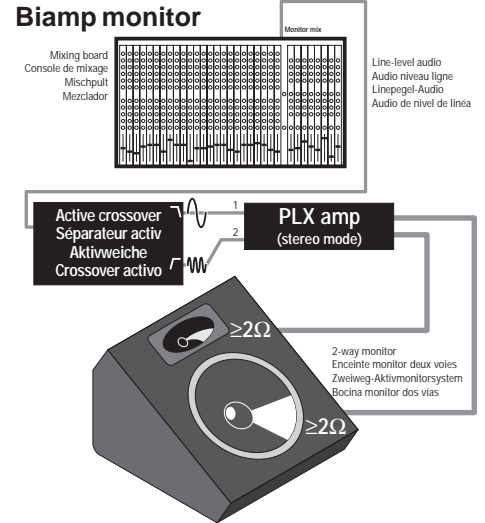 Biamp monitor
Monitor mix
Mixing board
Console de mixage
Mischpult
Mezclador
Line-level audio
Audio niveau ligne
Linepegel-Audio
Audio de nivel de linéa
Active crossover
Séparateur activ
Aktivweiche
Crossover activo
1
2
PLX amp
(stereo mode)
≥2Ω
2-way monitor
Enceinte monitor deux voies
Zweiweg-Aktivmonitorsystem
Bocina monitor dos vías
≥2Ω